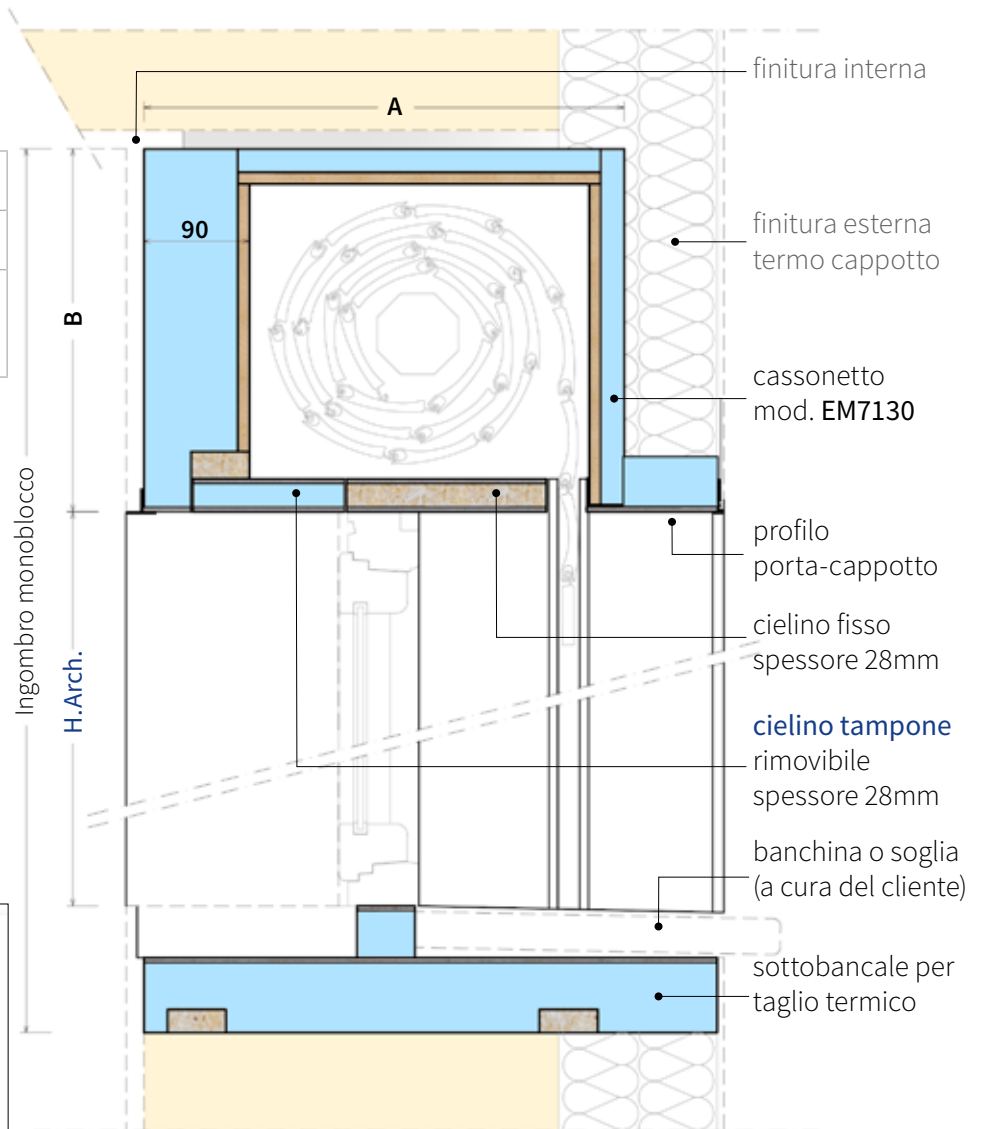 finitura interna
A
finitura esterna
termo cappotto
90
B
cassonetto
mod. EM7130
Ingombro monoblocco
profilo
porta-cappotto
cielino fisso
spessore 28mm
H.Arch.
cielino tampone
rimovibile
spessore 28mm
banchina o soglia
(a cura del cliente)
sottobancale per
taglio termico